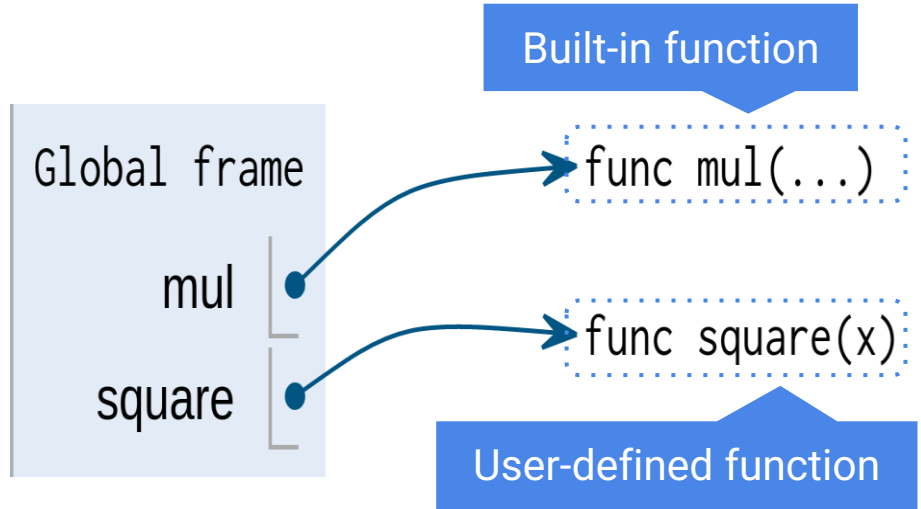 Built-in function
Global frame
func mul(...)
mul
func square(x)
square
User-defined function